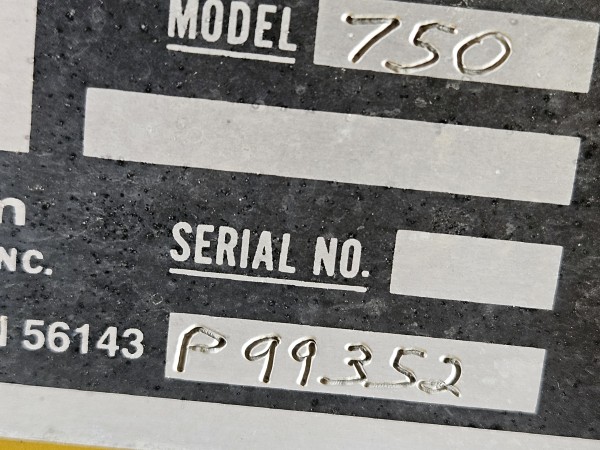 MODEL 750
SERIAL NO.
NC.
56143 P99352